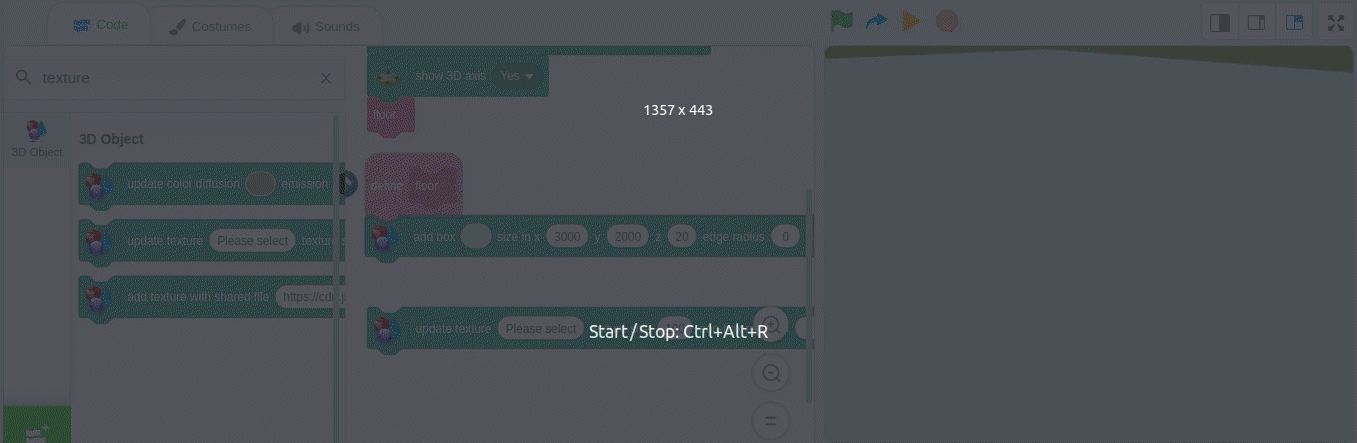 Code Costumes Sounds
texture
3D Object
3D Object
update color diffusion emission
update texture Please select texture s
add texture with shared file https://cdn.j
show 3D axis Yes
floor
define floor
add box size in x 3000 y 2000 z 20 edge radius 0
update texture Please select
1357 x 443
Start/Stop: Ctrl+Alt+R